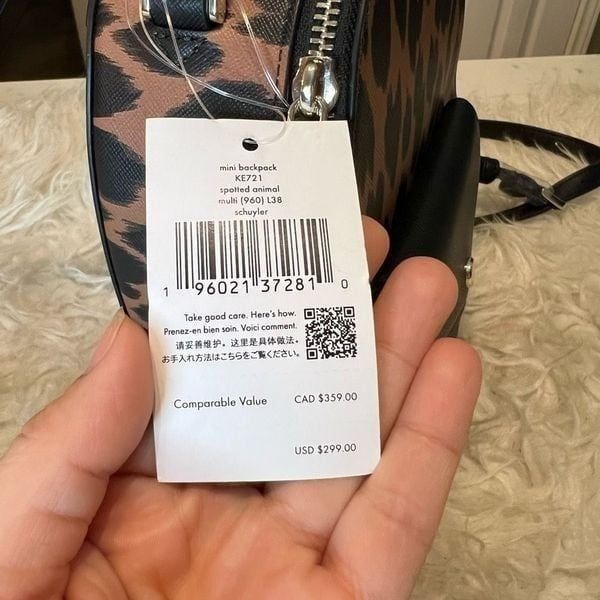 mini backpack
KE721
spotted animal
multi (960) L38
schuyler
1 96021 37281 0
Take good care. Here's how.
Prenez-en bien soin. Voici comment.
请妥善维护。这里是具体做法。
お手入れ方法はこちらをご覧ください。
Comparable Value CAD $359.00
USD $299.00